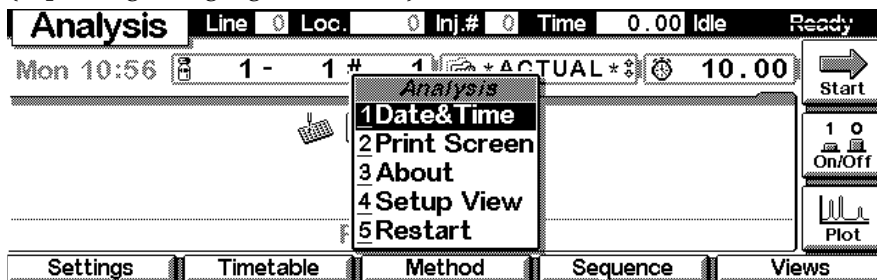 Analysis Line 0 Loc. 0 Inj.# 0 Time 0.00 Idle Ready
Mon 10:56 1 - 1 # 1 *ACTUAL* 10.00
Start
Analysis
1 Date&Time
2 Print Screen
3 About
4 Setup View
5 Restart
1 0
On/Off
Plot
Settings Timetable Method Sequence Views